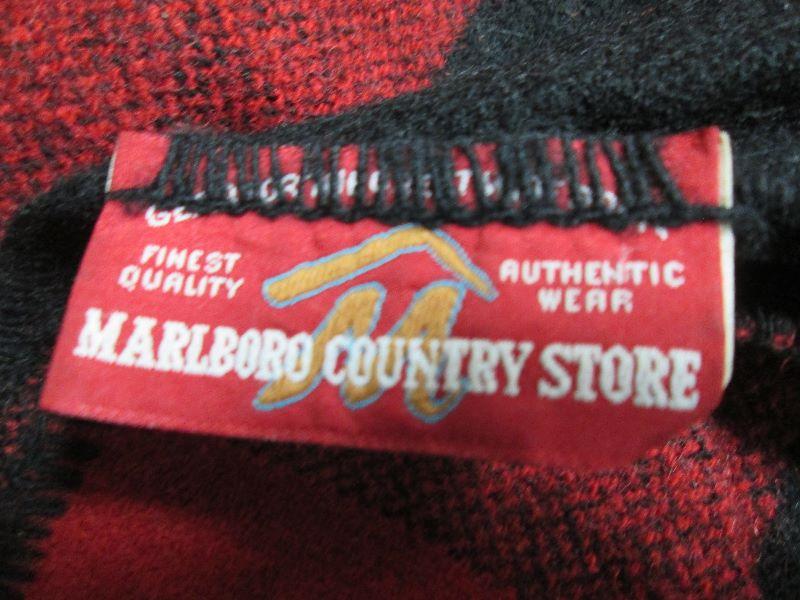 FINEST
QUALITY
AUTHENTIC
WEAR
MARLBORO COUNTRY STORE